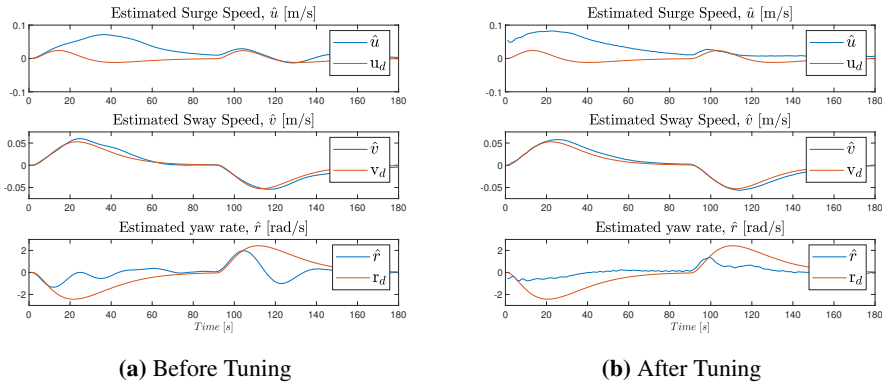 Estimated Surge Speed, û [m/s]
0.1
0
-0.1
û
u_d
0 20 40 60 80 100 120 140 160 180
Estimated Sway Speed, v̂ [m/s]
0.05
0
-0.05
v̂
v_d
0 20 40 60 80 100 120 140 160 180
Estimated yaw rate, r̂ [rad/s]
2
0
-2
r̂
r_d
0 20 40 60 80 100 120 140 160 180
Time [s]
(a) Before Tuning
Estimated Surge Speed, û [m/s]
0.1
0
-0.1
û
u_d
0 20 40 60 80 100 120 140 160 180
Estimated Sway Speed, v̂ [m/s]
0.05
0
-0.05
v̂
v_d
0 20 40 60 80 100 120 140 160 180
Estimated yaw rate, r̂ [rad/s]
2
0
-2
r̂
r_d
0 20 40 60 80 100 120 140 160 180
Time [s]
(b) After Tuning